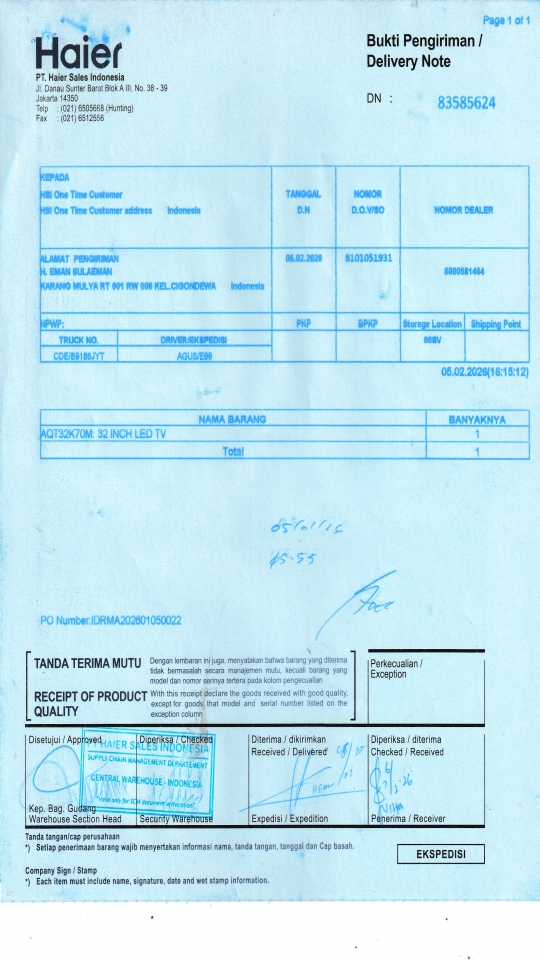 Page 1 of 1
Haier
Bukti Pengiriman /
Delivery Note
PT. Haier Sales Indonesia
Jl. Danau Sunter Barat Blok A III, No. 38 - 39
Jakarta 14350
Telp : (021) 6505668 (Hunting)
Fax : (021) 6512556
DN : 83585624
KEPADA
HSI One Time Customer
HSI One Time Customer address Indonesia
TANGGAL
D.N
NOMOR
D.O.V/SO
NOMOR DEALER
ALAMAT PENGIRIMAN
H. EMAN SULAEMAN
KARANG MULYA RT 001 RW 006 KEL.CIGONDEWA Indonesia
05.02.2026
8101051931
NPWP:
PKP
BPKP
Storege Location
Shipping Point
TRUCK NO.
DRIVER/EKSPEDISI
CDE/B9186JYT
AGUS/E88
05.02.2026(16:15:12)
NAMA BARANG BANYAKNYA
AQT32K70M: 32 INCH LED TV 1
Total 1
PO Number:IDRMA202601050022
TANDA TERIMA MUTU
Dengan lembaran ini juga, menyatakan bahwa barang yang diterima
tidak bermasalah secara manajemen mutu, kecuali barang yang
model dan nomor serinya tertera pada kolom pengecualian
RECEIPT OF PRODUCT
QUALITY
With this receipt declare the goods received with good quality,
except for goods that model and serial number listed on the
exception column
Perkecualian /
Exception
Disetujui / Approved
Diperiksa / Checked
Diterima / dikirimkan
Received / Delivered
Diperiksa / diterima
Checked / Received
PT HAIER SALES INDONESIA
SUPPLY CHAIN MANAGEMENT DEPARTEMENT
CENTRAL WAREHOUSE - INDONESIA
Kep. Bag. Gudang
Warehouse Section Head
Security Warehouse
Expedisi / Expedition
Penerima / Receiver
Tanda tangan/cap perusahaan
*) Setiap penerimaan barang wajib menyertakan informasi nama, tanda tangan, tanggal dan Cap basah.
EKSPEDISI
Company Sign / Stamp
*) Each item must include name, signature, date and wet stamp information.